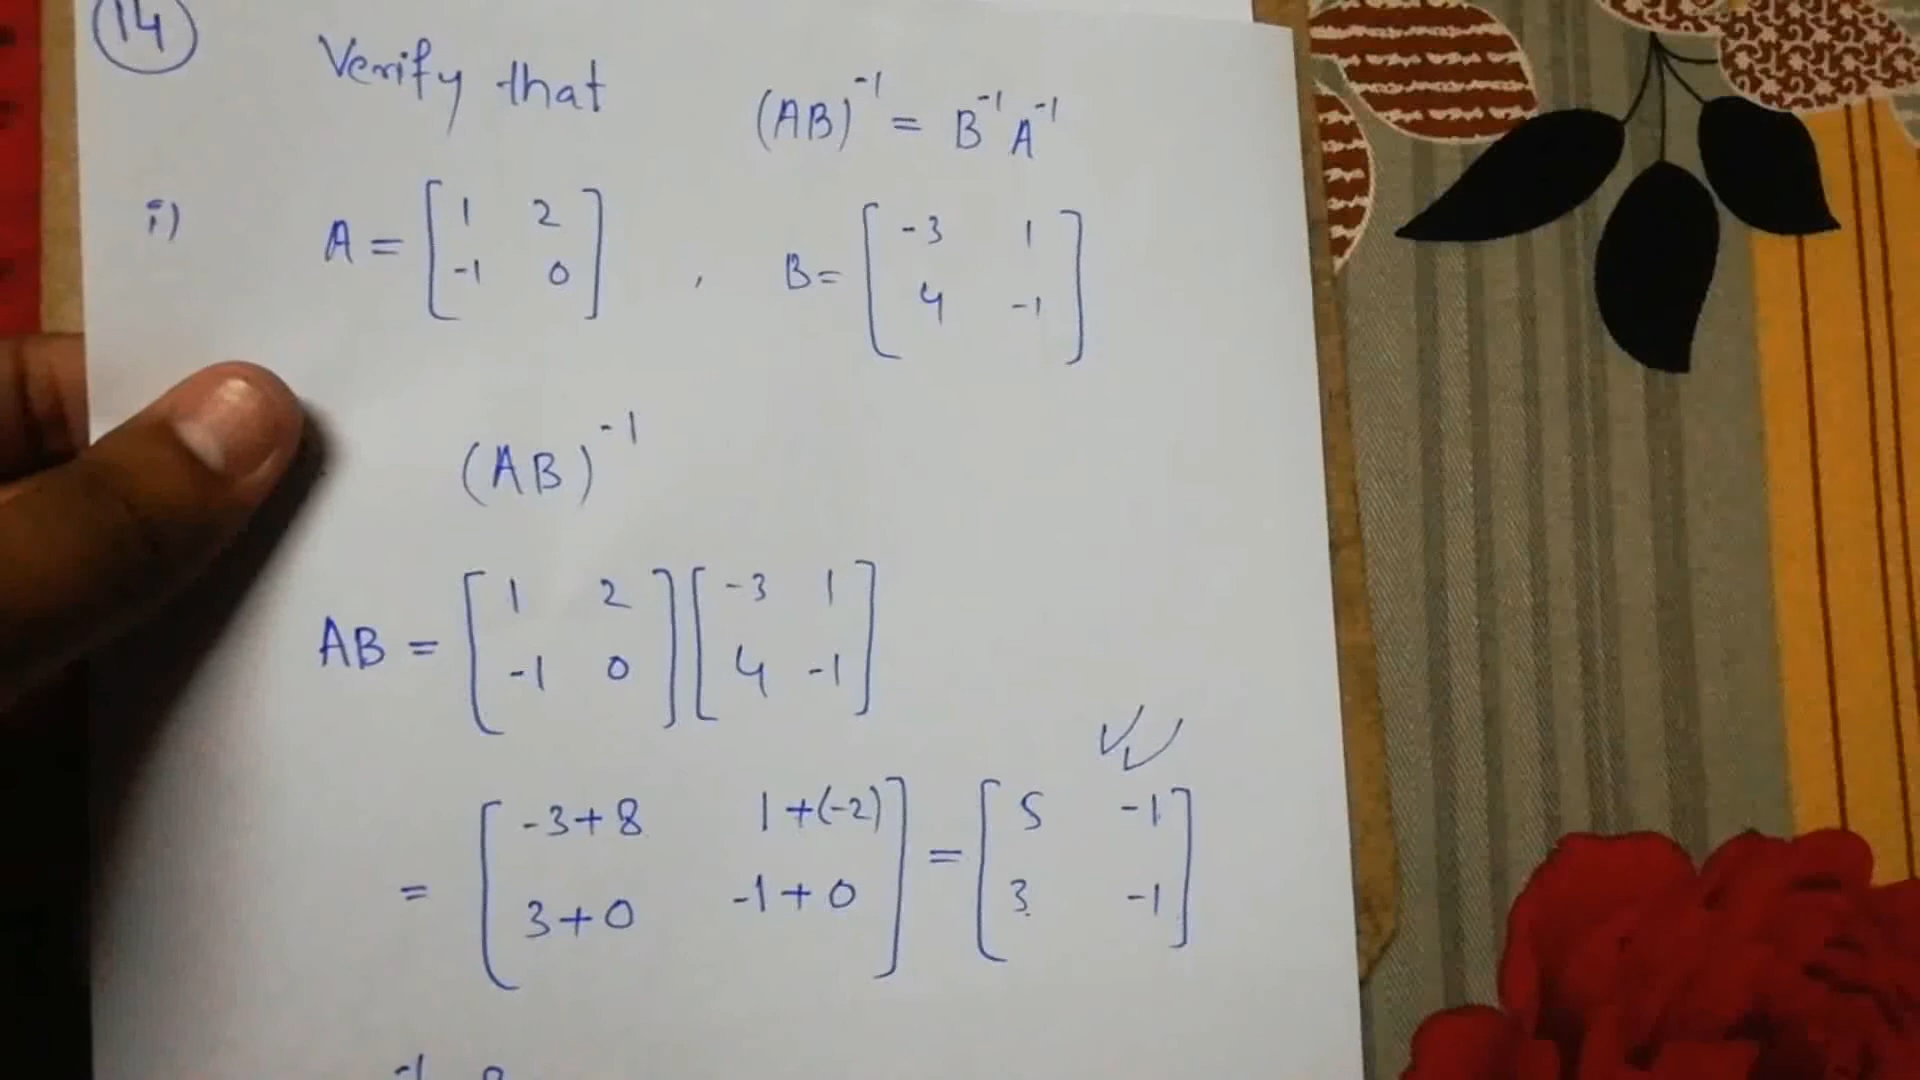 14 Verify that (AB)⁻¹ = B⁻¹ A⁻¹
i) A = [1 2; -1 0] , B = [-3 1; 4 -1]
(AB)⁻¹
AB = [1 2; -1 0] [-3 1; 4 -1]
= [-3+8 1+(-2); 3+0 -1+0] = [5 -1; 3 -1]